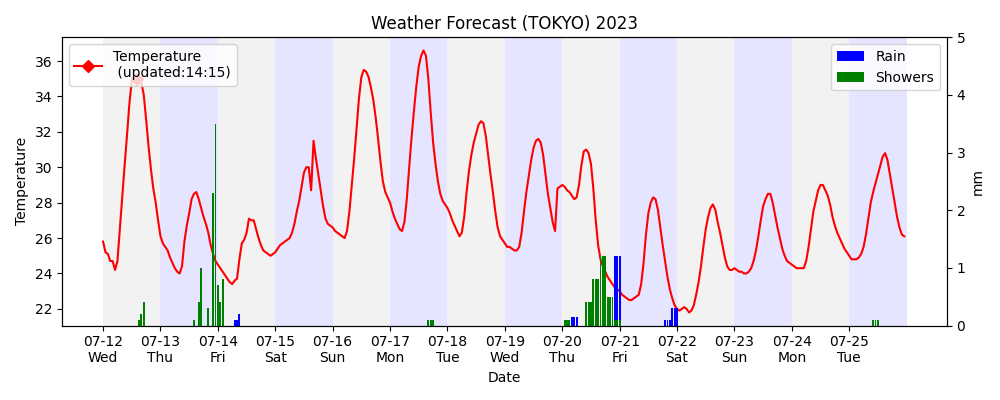 Weather Forecast (TOKYO) 2023
Temperature
(updated:14:15)
Rain
Showers
Temperature
36
34
32
30
28
26
24
22
5
4
3
2
1
0
mm
07-12 07-13 07-14 07-15 07-16 07-17 07-18 07-19 07-20 07-21 07-22 07-23 07-24 07-25
Wed Thu Fri Sat Sun Mon Tue Wed Thu Fri Sat Sun Mon Tue
Date